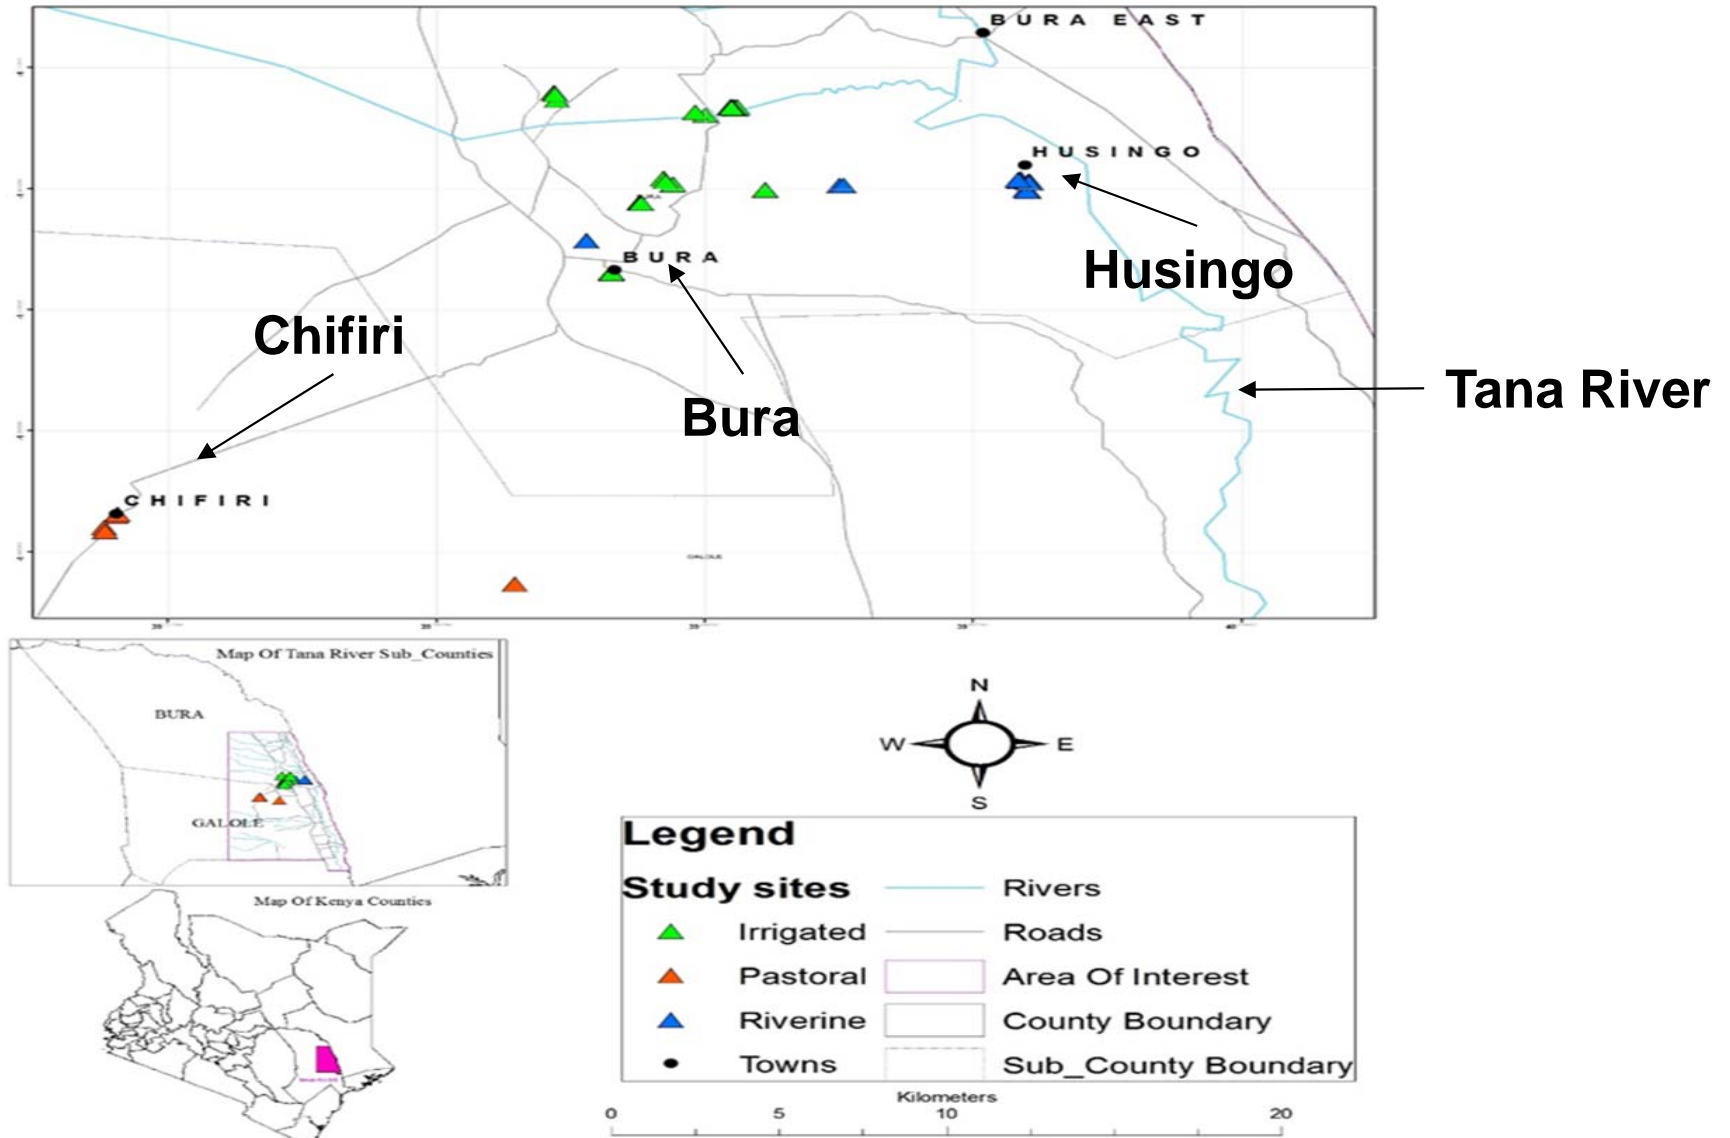 BURA EAST
HUSINGO
Husingo
BURA
Chifiri
Tana River
Bura
CHIFIRI
GALOLE
Map Of Tana River Sub_Counties
BURA
GALOLE
Map Of Kenya Counties
N
W E
S
Legend
Study sites
Rivers
Irrigated
Roads
Pastoral
Area Of Interest
Riverine
County Boundary
Towns
Sub_County Boundary
Kilometers
0 5 10 20